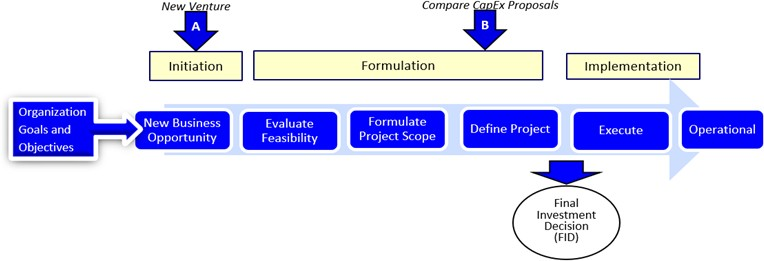 New Venture
Compare CapEx Proposals
A
B
Initiation
Formulation
Implementation
Organization
Goals and
Objectives
New Business
Opportunity
Evaluate
Feasibility
Formulate
Project Scope
Define Project
Execute
Operational
Final
Investment
Decision
(FID)